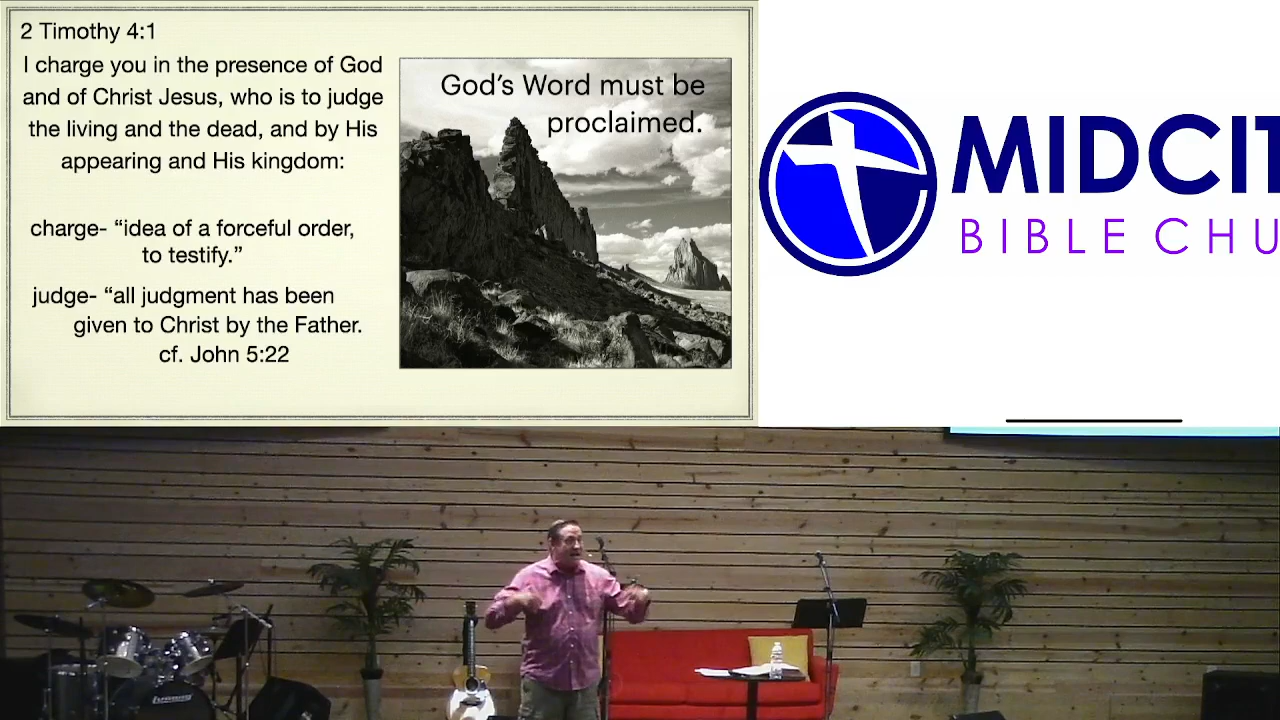 2 Timothy 4:1
I charge you in the presence of God
and of Christ Jesus, who is to judge
the living and the dead, and by His
appearing and His kingdom:
charge- “idea of a forceful order,
to testify.”
judge- “all judgment has been
given to Christ by the Father.
cf. John 5:22
God’s Word must be
proclaimed.
MIDCIT
BIBLE CHU
LUDWIG